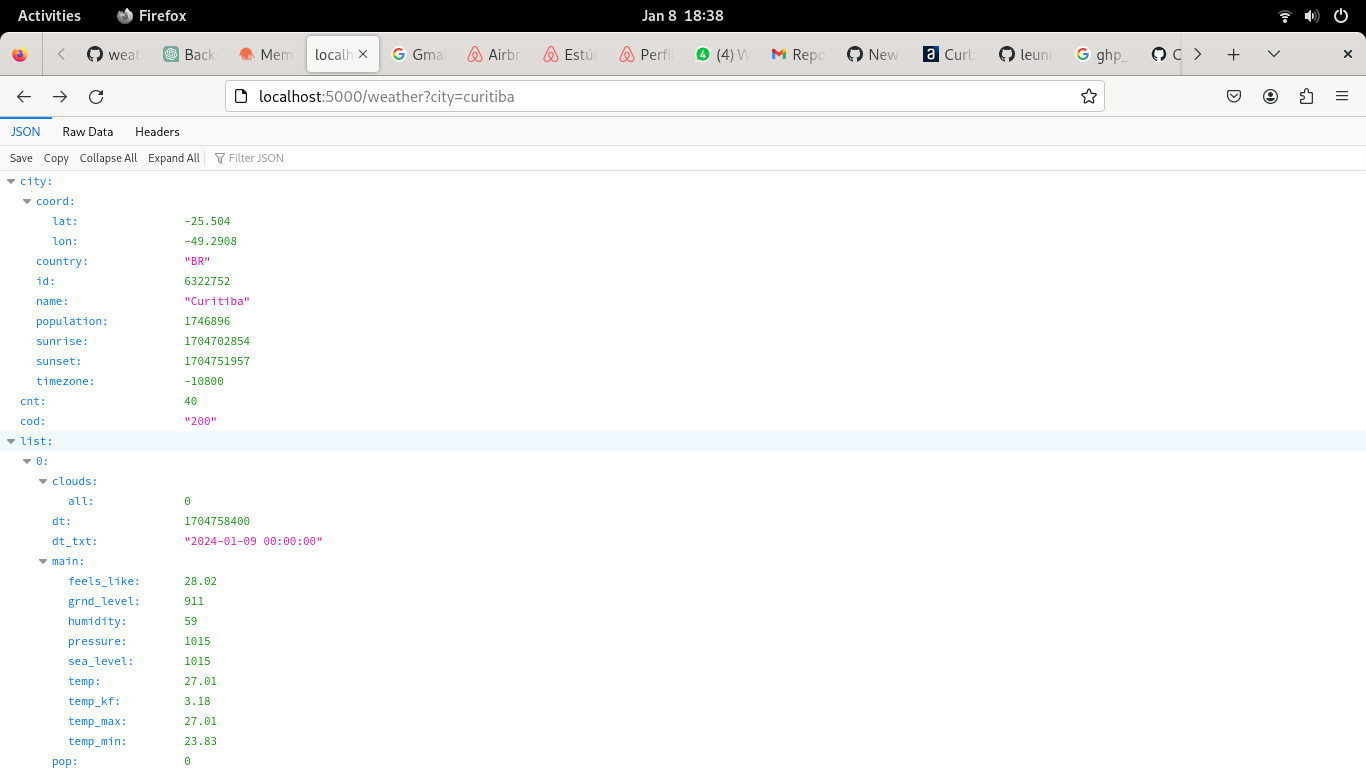 Activities Firefox Jan 8 18:38
weat Back Mem localh Gmai Airb Estúd Perfi (4) W Repo New Curl: leuni ghp_
localhost:5000/weather?city=curitiba
JSON Raw Data Headers
Save Copy Collapse All Expand All Filter JSON
city:
coord:
lat: -25.504
lon: -49.2908
country: "BR"
id: 6322752
name: "Curitiba"
population: 1746896
sunrise: 1704702854
sunset: 1704751957
timezone: -10800
cnt: 40
cod: "200"
list:
0:
clouds:
all: 0
dt: 1704758400
dt_txt: "2024-01-09 00:00:00"
main:
feels_like: 28.02
grnd_level: 911
humidity: 59
pressure: 1015
sea_level: 1015
temp: 27.01
temp_kf: 3.18
temp_max: 27.01
temp_min: 23.83
pop: 0